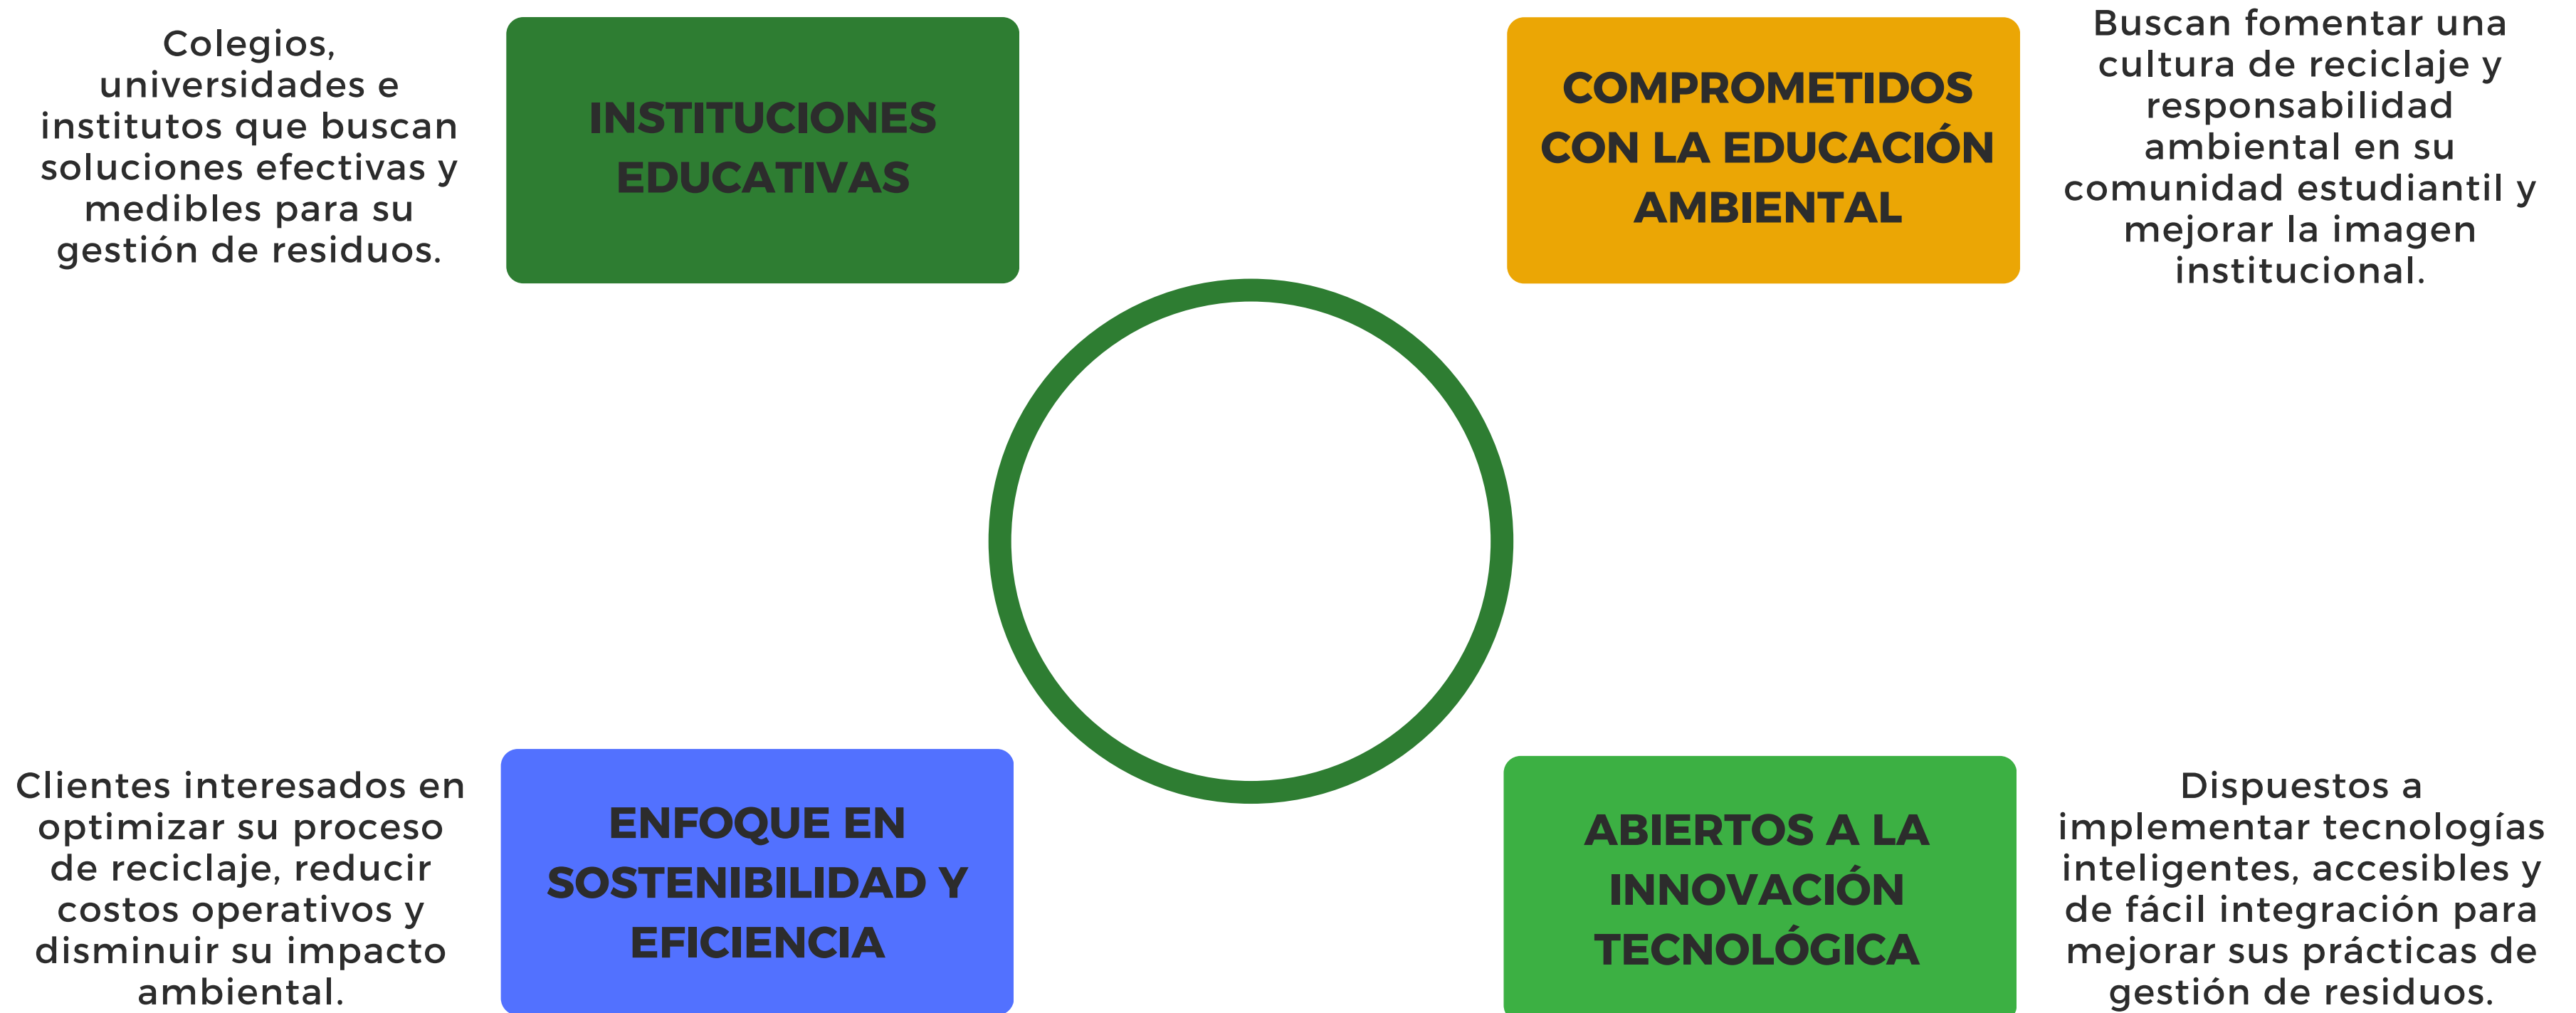 Colegios,
universidades e
institutos que buscan
soluciones efectivas y
medibles para su
gestión de residuos.
INSTITUCIONES
EDUCATIVAS
COMPROMETIDOS
CON LA EDUCACIÓN
AMBIENTAL
Buscan fomentar una
cultura de reciclaje y
responsabilidad
ambiental en su
comunidad estudiantil y
mejorar la imagen
institucional.
Clientes interesados en
optimizar su proceso
de reciclaje, reducir
costos operativos y
disminuir su impacto
ambiental.
ENFOQUE EN
SOSTENIBILIDAD Y
EFICIENCIA
ABIERTOS A LA
INNOVACIÓN
TECNOLÓGICA
Dispuestos a
implementar tecnologías
inteligentes, accesibles y
de fácil integración para
mejorar sus prácticas de
gestión de residuos.